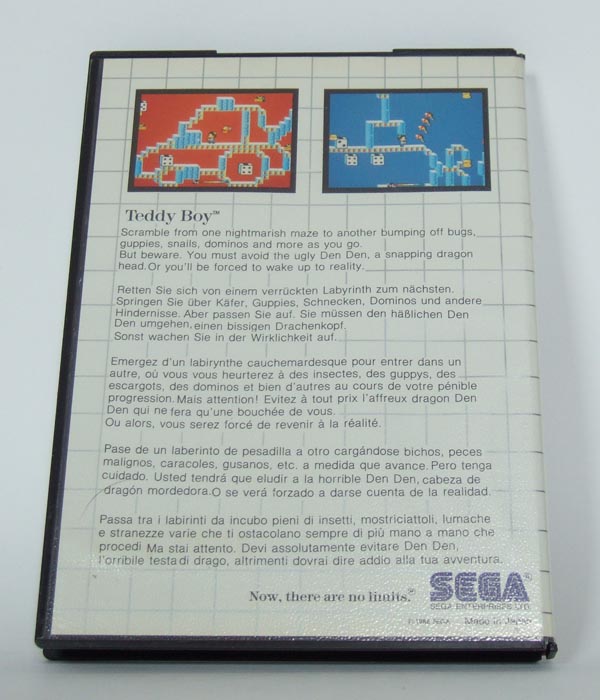 Teddy Boy™
Scramble from one nightmarish maze to another bumping off bugs,
guppies, snails, dominos and more as you go.
But beware. You must avoid the ugly Den Den, a snapping dragon
head. Or you'll be forced to wake up to reality.
Retten Sie sich von einem verrückten Labyrinth zum nächsten.
Springen Sie über Käfer, Guppies, Schnecken, Dominos und andere
Hindernisse. Aber passen Sie auf. Sie müssen den häßlichen Den
Den umgehen, einen bissigen Drachenkopf.
Sonst wachen Sie in der Wirklichkeit auf.
Emergez d'un labirynthe cauchemardesque pour entrer dans un
autre, où vous vous heurterez à des insectes, des guppys, des
escargots, des dominos et bien d'autres au cours de votre pénible
progression. Mais attention! Evitez à tout prix l'affreux dragon Den
Den qui ne fera qu'une bouchée de vous.
Ou alors, vous serez forcé de revenir á la réalité.
Pase de un laberinto de pesadilla a otro cargándose bichos, peces
malignos, caracoles, gusanos, etc. a medida que avance. Pero tenga
cuidado. Usted tendrá que eludir a la horrible Den Den, cabeza de
dragón mordedora. O se verá forzado a darse cuenta de la realidad.
Passa tra i labirinti da incubo pieni di insetti, mostriciattoli, lumache
e stranezze varie che ti ostacolano sempre di più mano a mano che
procedi Ma stai attento. Devi assolutamente evitare Den Den,
l'orribile testa di drago, altrimenti dovrai dire addio alla tua avventura.
Now, there are no limits.™
SEGA®
SEGA ENTERPRISES LTD.
SEGA Made in Japan